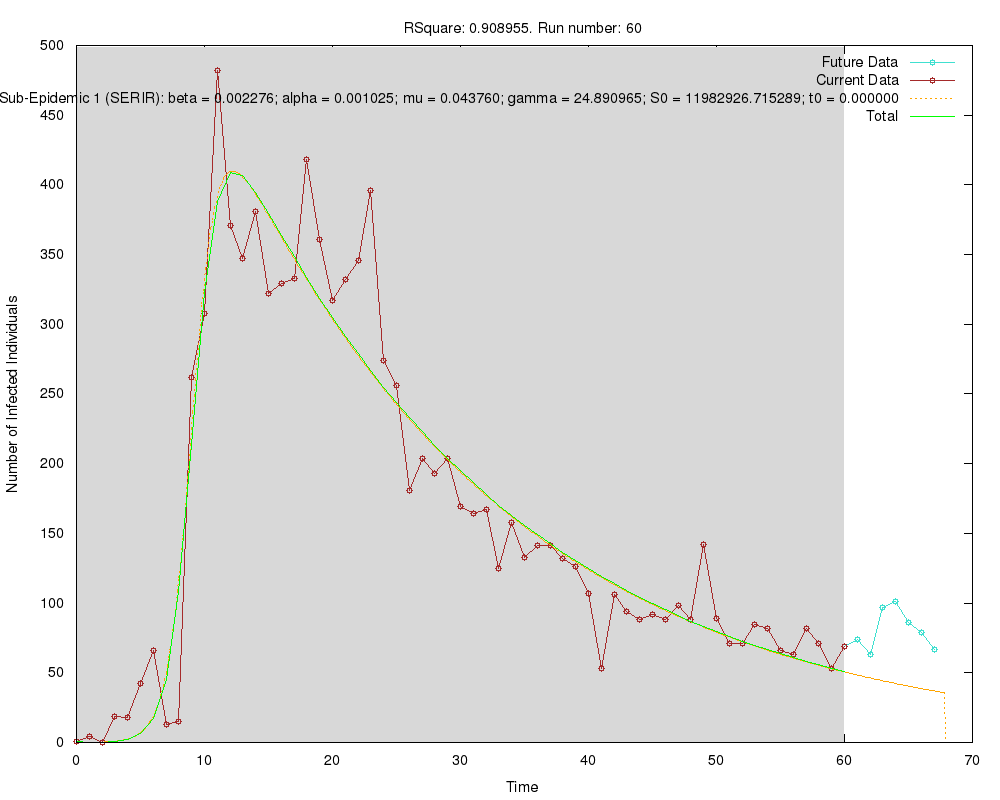 RSquare: 0.908955. Run number: 60
500
450
400
350
300
250
200
150
100
50
0
Number of Infected Individuals
Future Data
Current Data
Sub-Epidemic 1 (SERIR): beta = 0.002276; alpha = 0.001025; mu = 0.043760; gamma = 24.890965; S0 = 11982926.715289; t0 = 0.000000
Total
0 10 20 30 40 50 60 70
Time